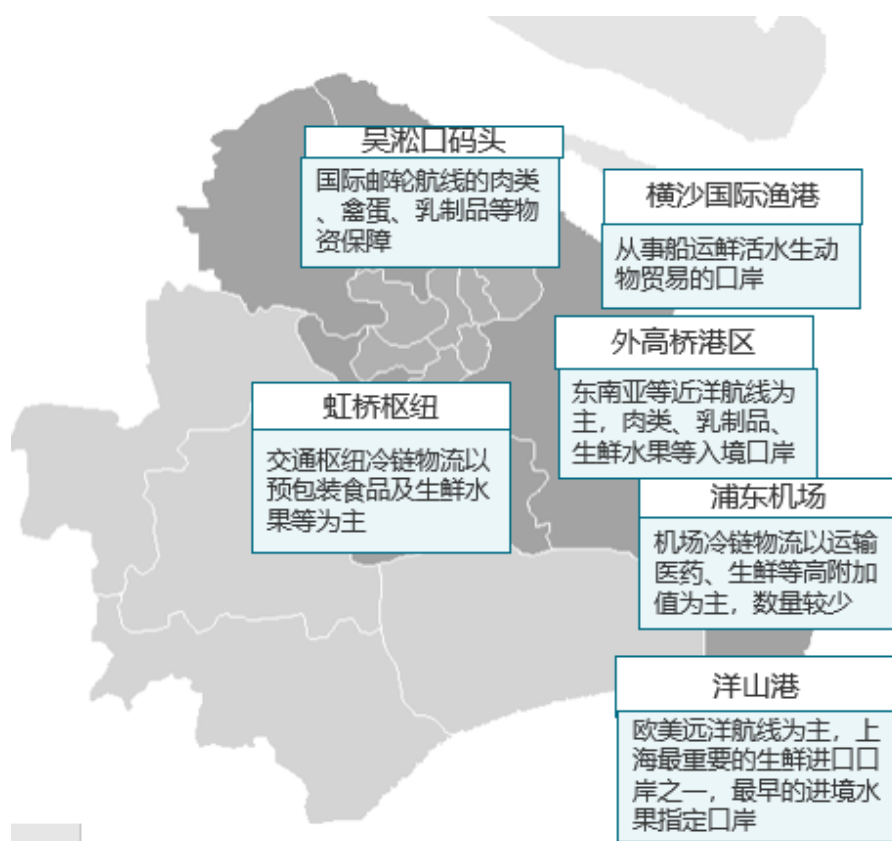 吴淞口码头
国际邮轮航线的肉类
、禽蛋、乳制品等物
资保障
横沙国际渔港
从事船运鲜活水生动
物贸易的口岸
外高桥港区
东南亚等近洋航线为
主，肉类、乳制品、
生鲜水果等入境口岸
虹桥枢纽
交通枢纽冷链物流以
预包装食品及生鲜水
果等为主
浦东机场
机场冷链物流以运输
医药、生鲜等高附加
值为主，数量较少
洋山港
欧美远洋航线为主，上
海最重要的生鲜进口口
岸之一，最早的进境水
果指定口岸